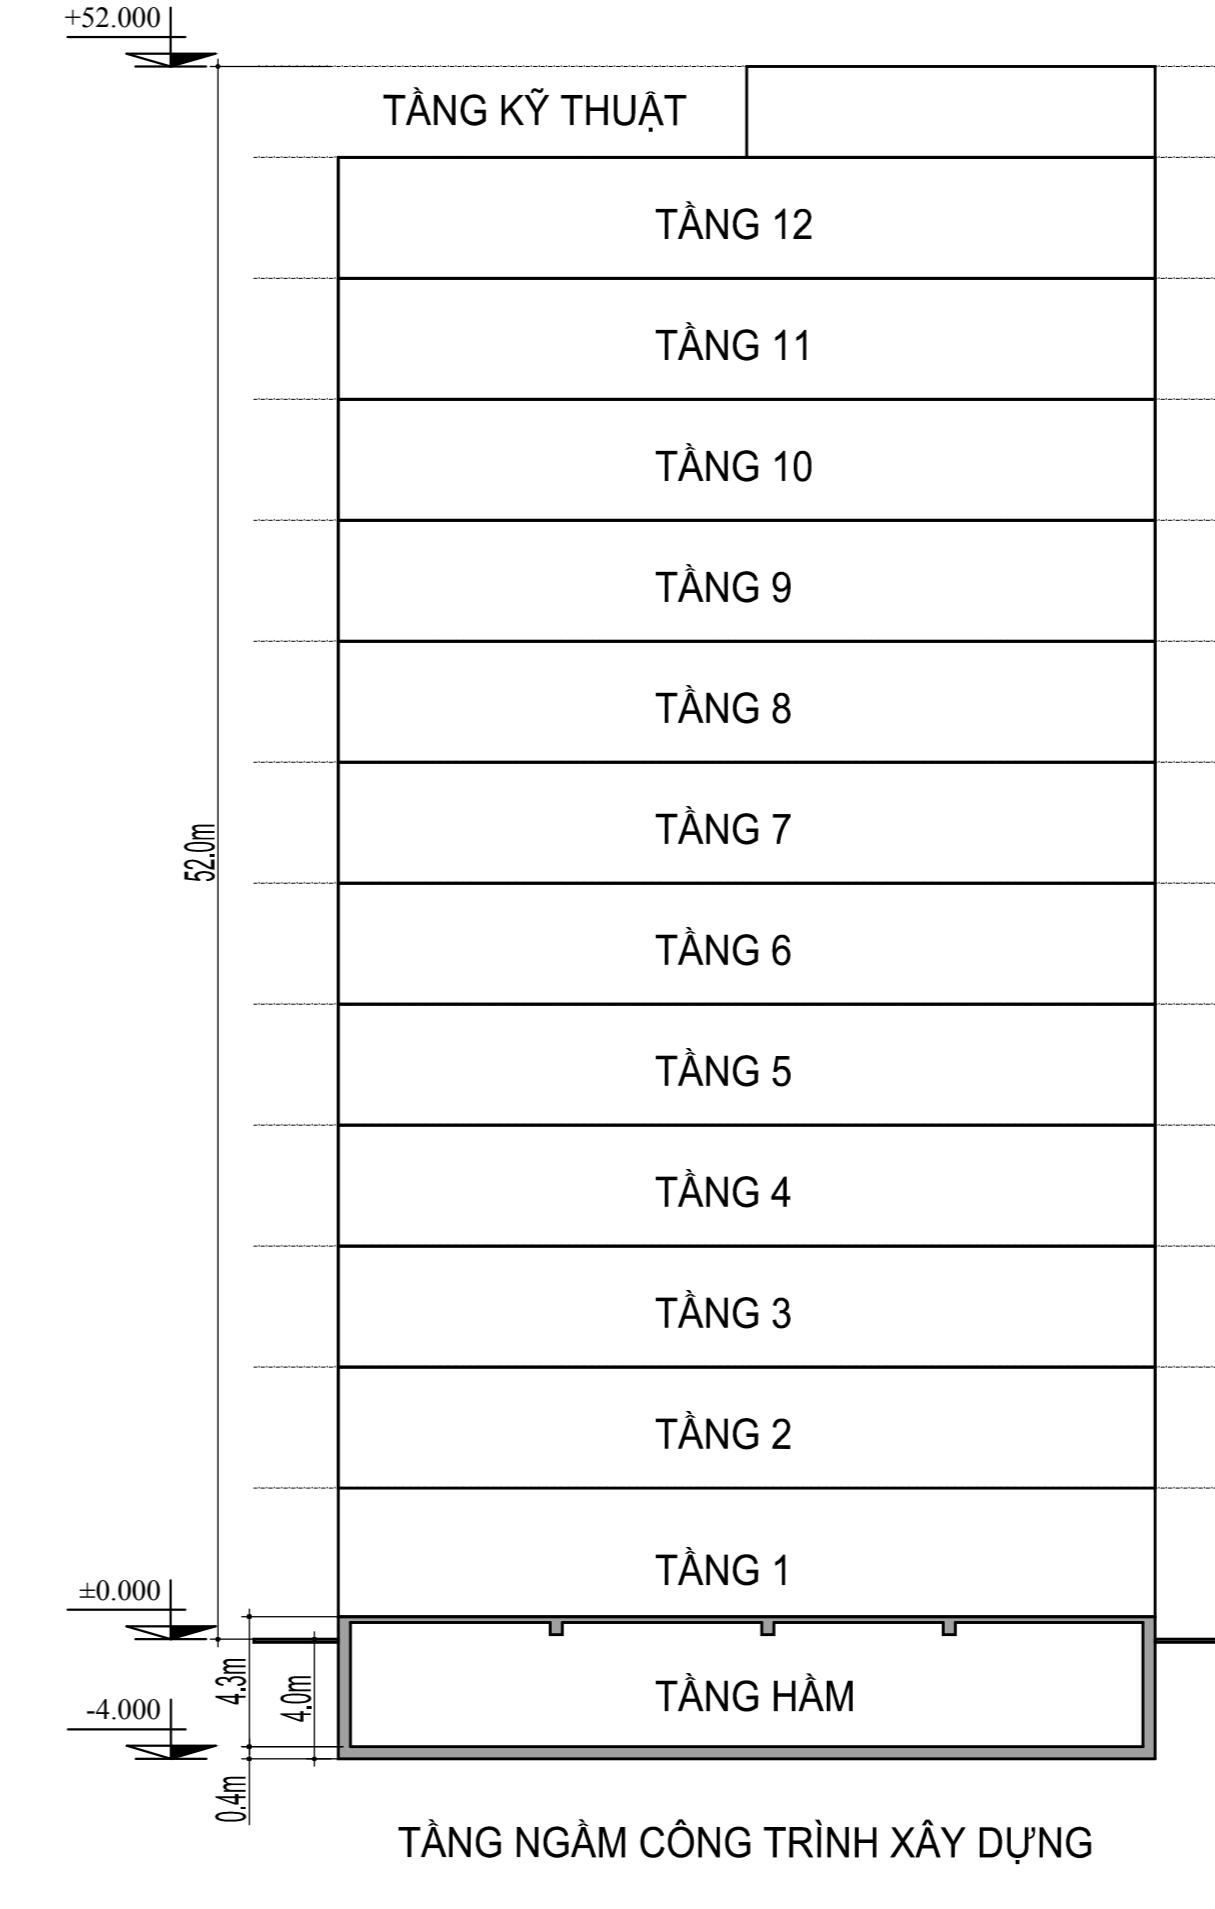 +52.000
TẦNG KỸ THUẬT
TẦNG 12
TẦNG 11
TẦNG 10
TẦNG 9
TẦNG 8
TẦNG 7
52.0m
TẦNG 6
TẦNG 5
TẦNG 4
TẦNG 3
TẦNG 2
TẦNG 1
±0.000
4.3m
4.0m
TẦNG HẦM
-4.000
0.4m
TẦNG NGẦM CÔNG TRÌNH XÂY DỰNG